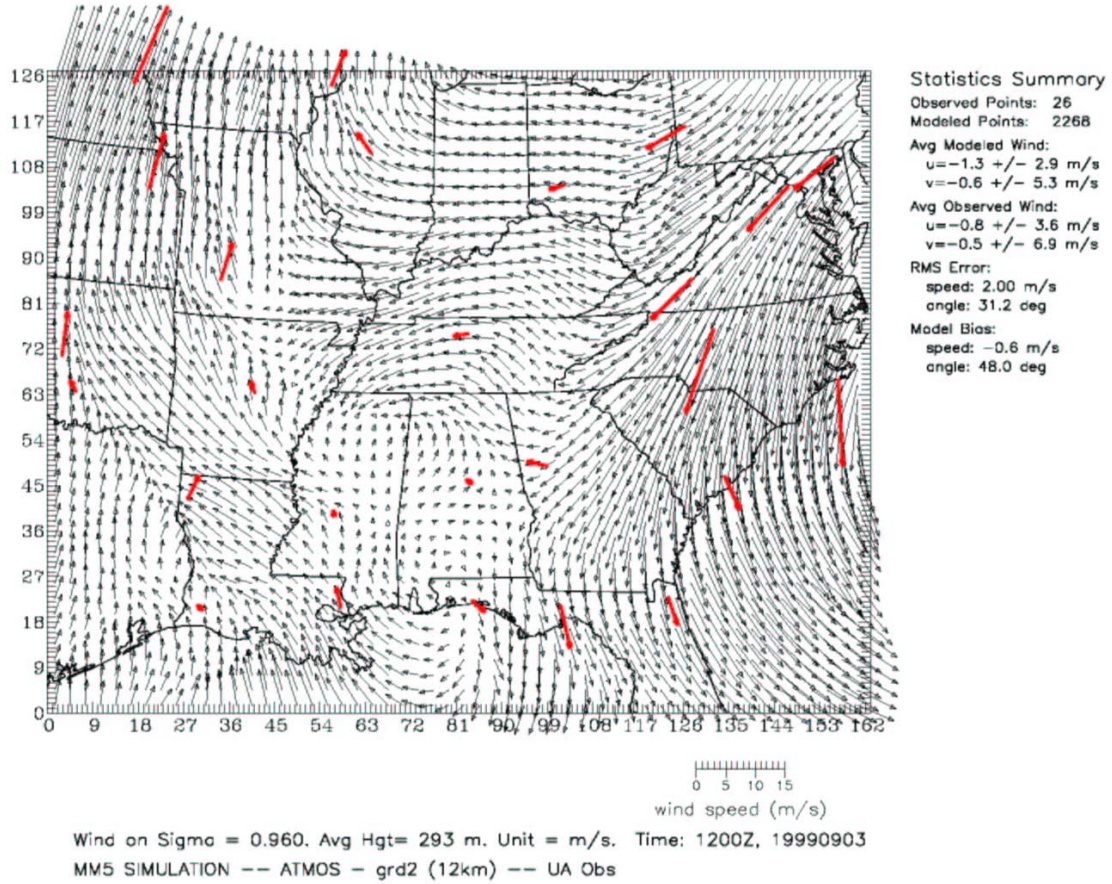 126
117
108
99
90
81
72
63
54
45
36
27
18
9
0
0 9 18 27 36 45 54 63 72 81 90 99 108 117 126 135 144 153 162
Statistics Summary
Observed Points: 26
Modeled Points: 2268
Avg Modeled Wind:
u=-1.3 +/- 2.9 m/s
v=-0.6 +/- 5.3 m/s
Avg Observed Wind:
u=-0.8 +/- 3.6 m/s
v=-0.5 +/- 6.9 m/s
RMS Error:
speed: 2.00 m/s
angle: 31.2 deg
Model Bias:
speed: -0.6 m/s
angle: 48.0 deg
0 5 10 15
wind speed (m/s)
Wind on Sigma = 0.960. Avg Hgt= 293 m. Unit = m/s. Time: 1200Z, 19990903
MM5 SIMULATION -- ATMOS - grd2 (12km) -- UA Obs